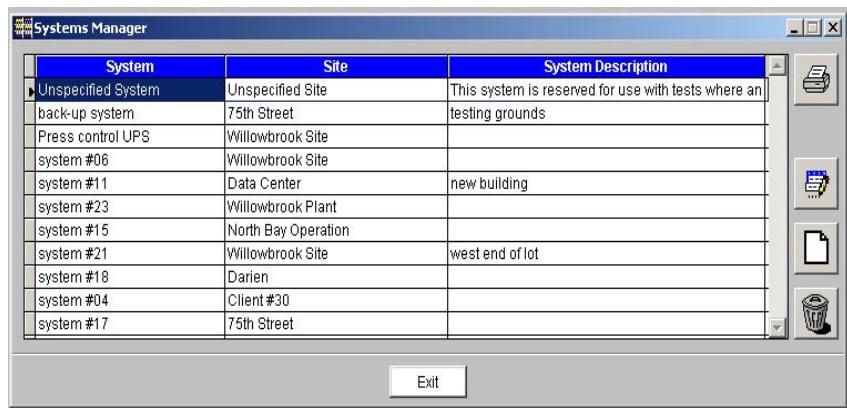 Systems Manager
System Site System Description
Unspecified System Unspecified Site This system is reserved for use with tests where an
back-up system 75th Street testing grounds
Press control UPS Willowbrook Site
system #06 Willowbrook Site
system #11 Data Center new building
system #23 Willowbrook Plant
system #15 North Bay Operation
system #21 Willowbrook Site west end of lot
system #18 Darien
system #04 Client #30
system #17 75th Street
Exit